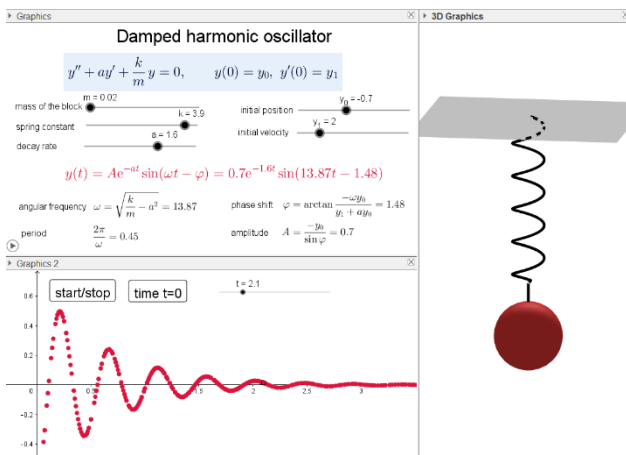 Graphics
Damped harmonic oscillator
y'' + ay' + k/m y = 0, y(0) = y₀, y'(0) = y₁
m = 0.02
mass of the block
k = 3.9
spring constant
a = 1.6
decay rate
y₀ = -0.7
initial position
y₁ = 2
initial velocity
y(t) = Ae^(-at) sin(ωt − φ) = 0.7e^(-1.6t) sin(13.87t − 1.48)
angular frequency ω = √(k/m − a²) = 13.87
phase shift φ = arctan (−ωy₀)/(y₁ + ay₀) = 1.48
period 2π/ω = 0.45
amplitude A = −y₀/sin φ = 0.7
Graphics 2
start/stop
time t=0
t = 2.1
0.6
0.4
0.2
0
-0.2
-0.4
0.5
1
1.5
2
2.5
3
3D Graphics